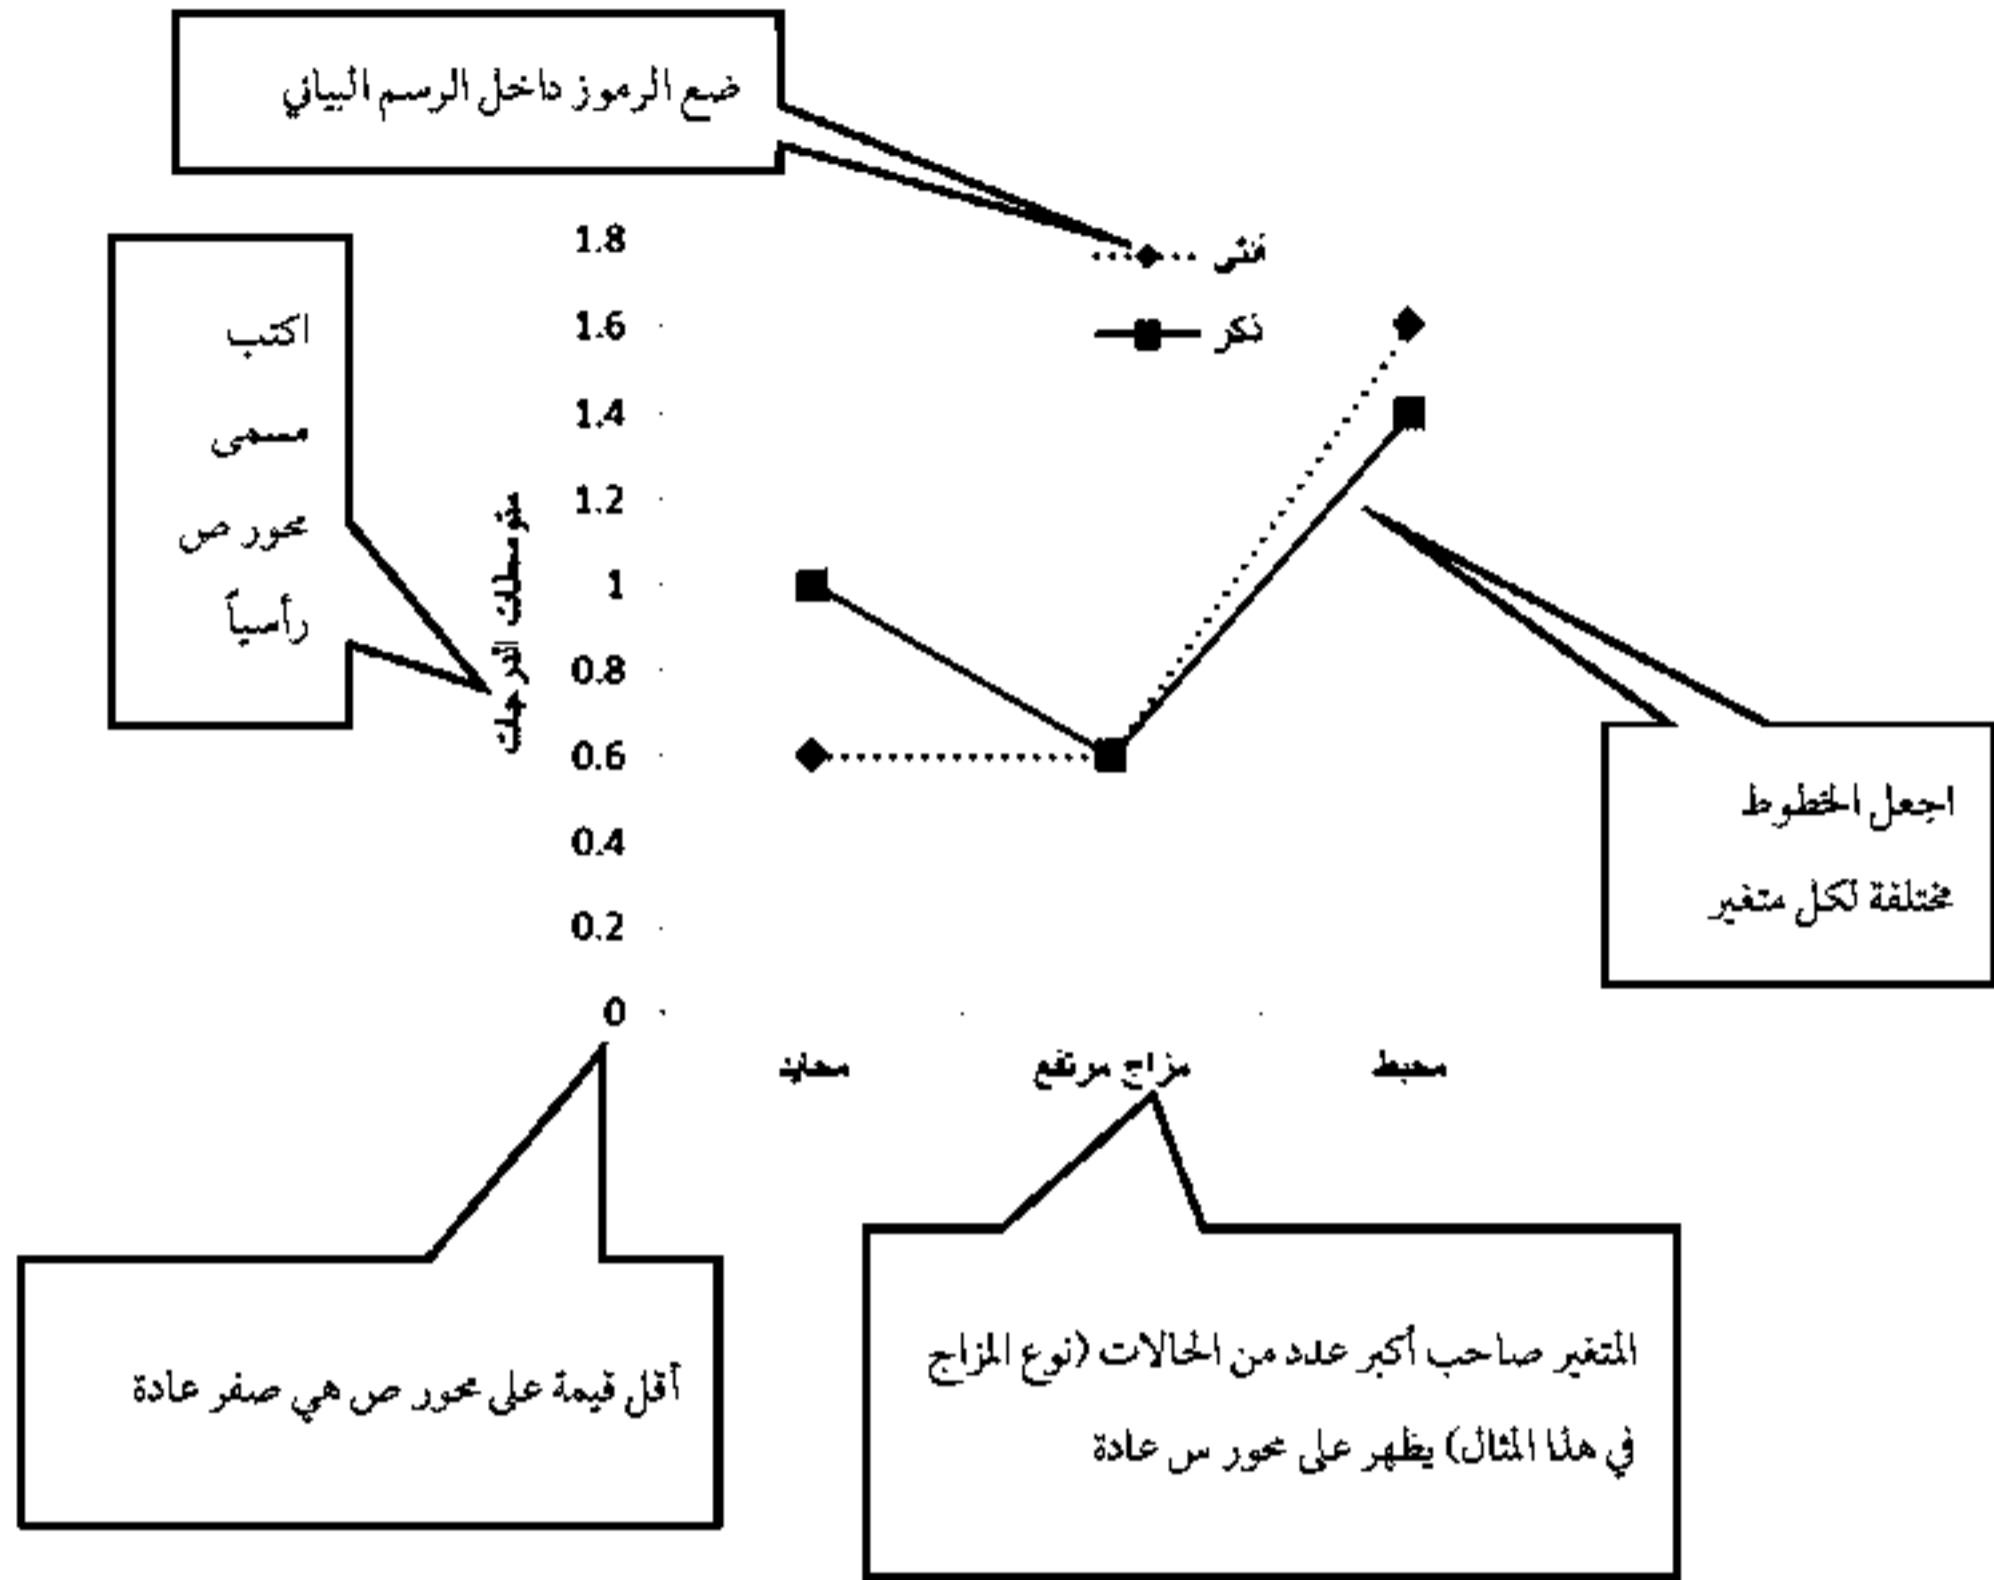 ضع الرموز داخل الرسم البياني
اكتب
مسمى
محور ص
رأسياً
متوسطات الدرجات
1.8
1.6
1.4
1.2
1
0.8
0.6
0.4
0.2
0
أنثى
ذكر
محايد
مزاج مرتفع
محبط
اجعل الخطوط
مختلفة لكل متغير
أقل قيمة على محور ص هي صفر عادة
المتغير صاحب أكبر عدد من الحالات (نوع المزاج
في هذا المثال) يظهر على محور س عادة